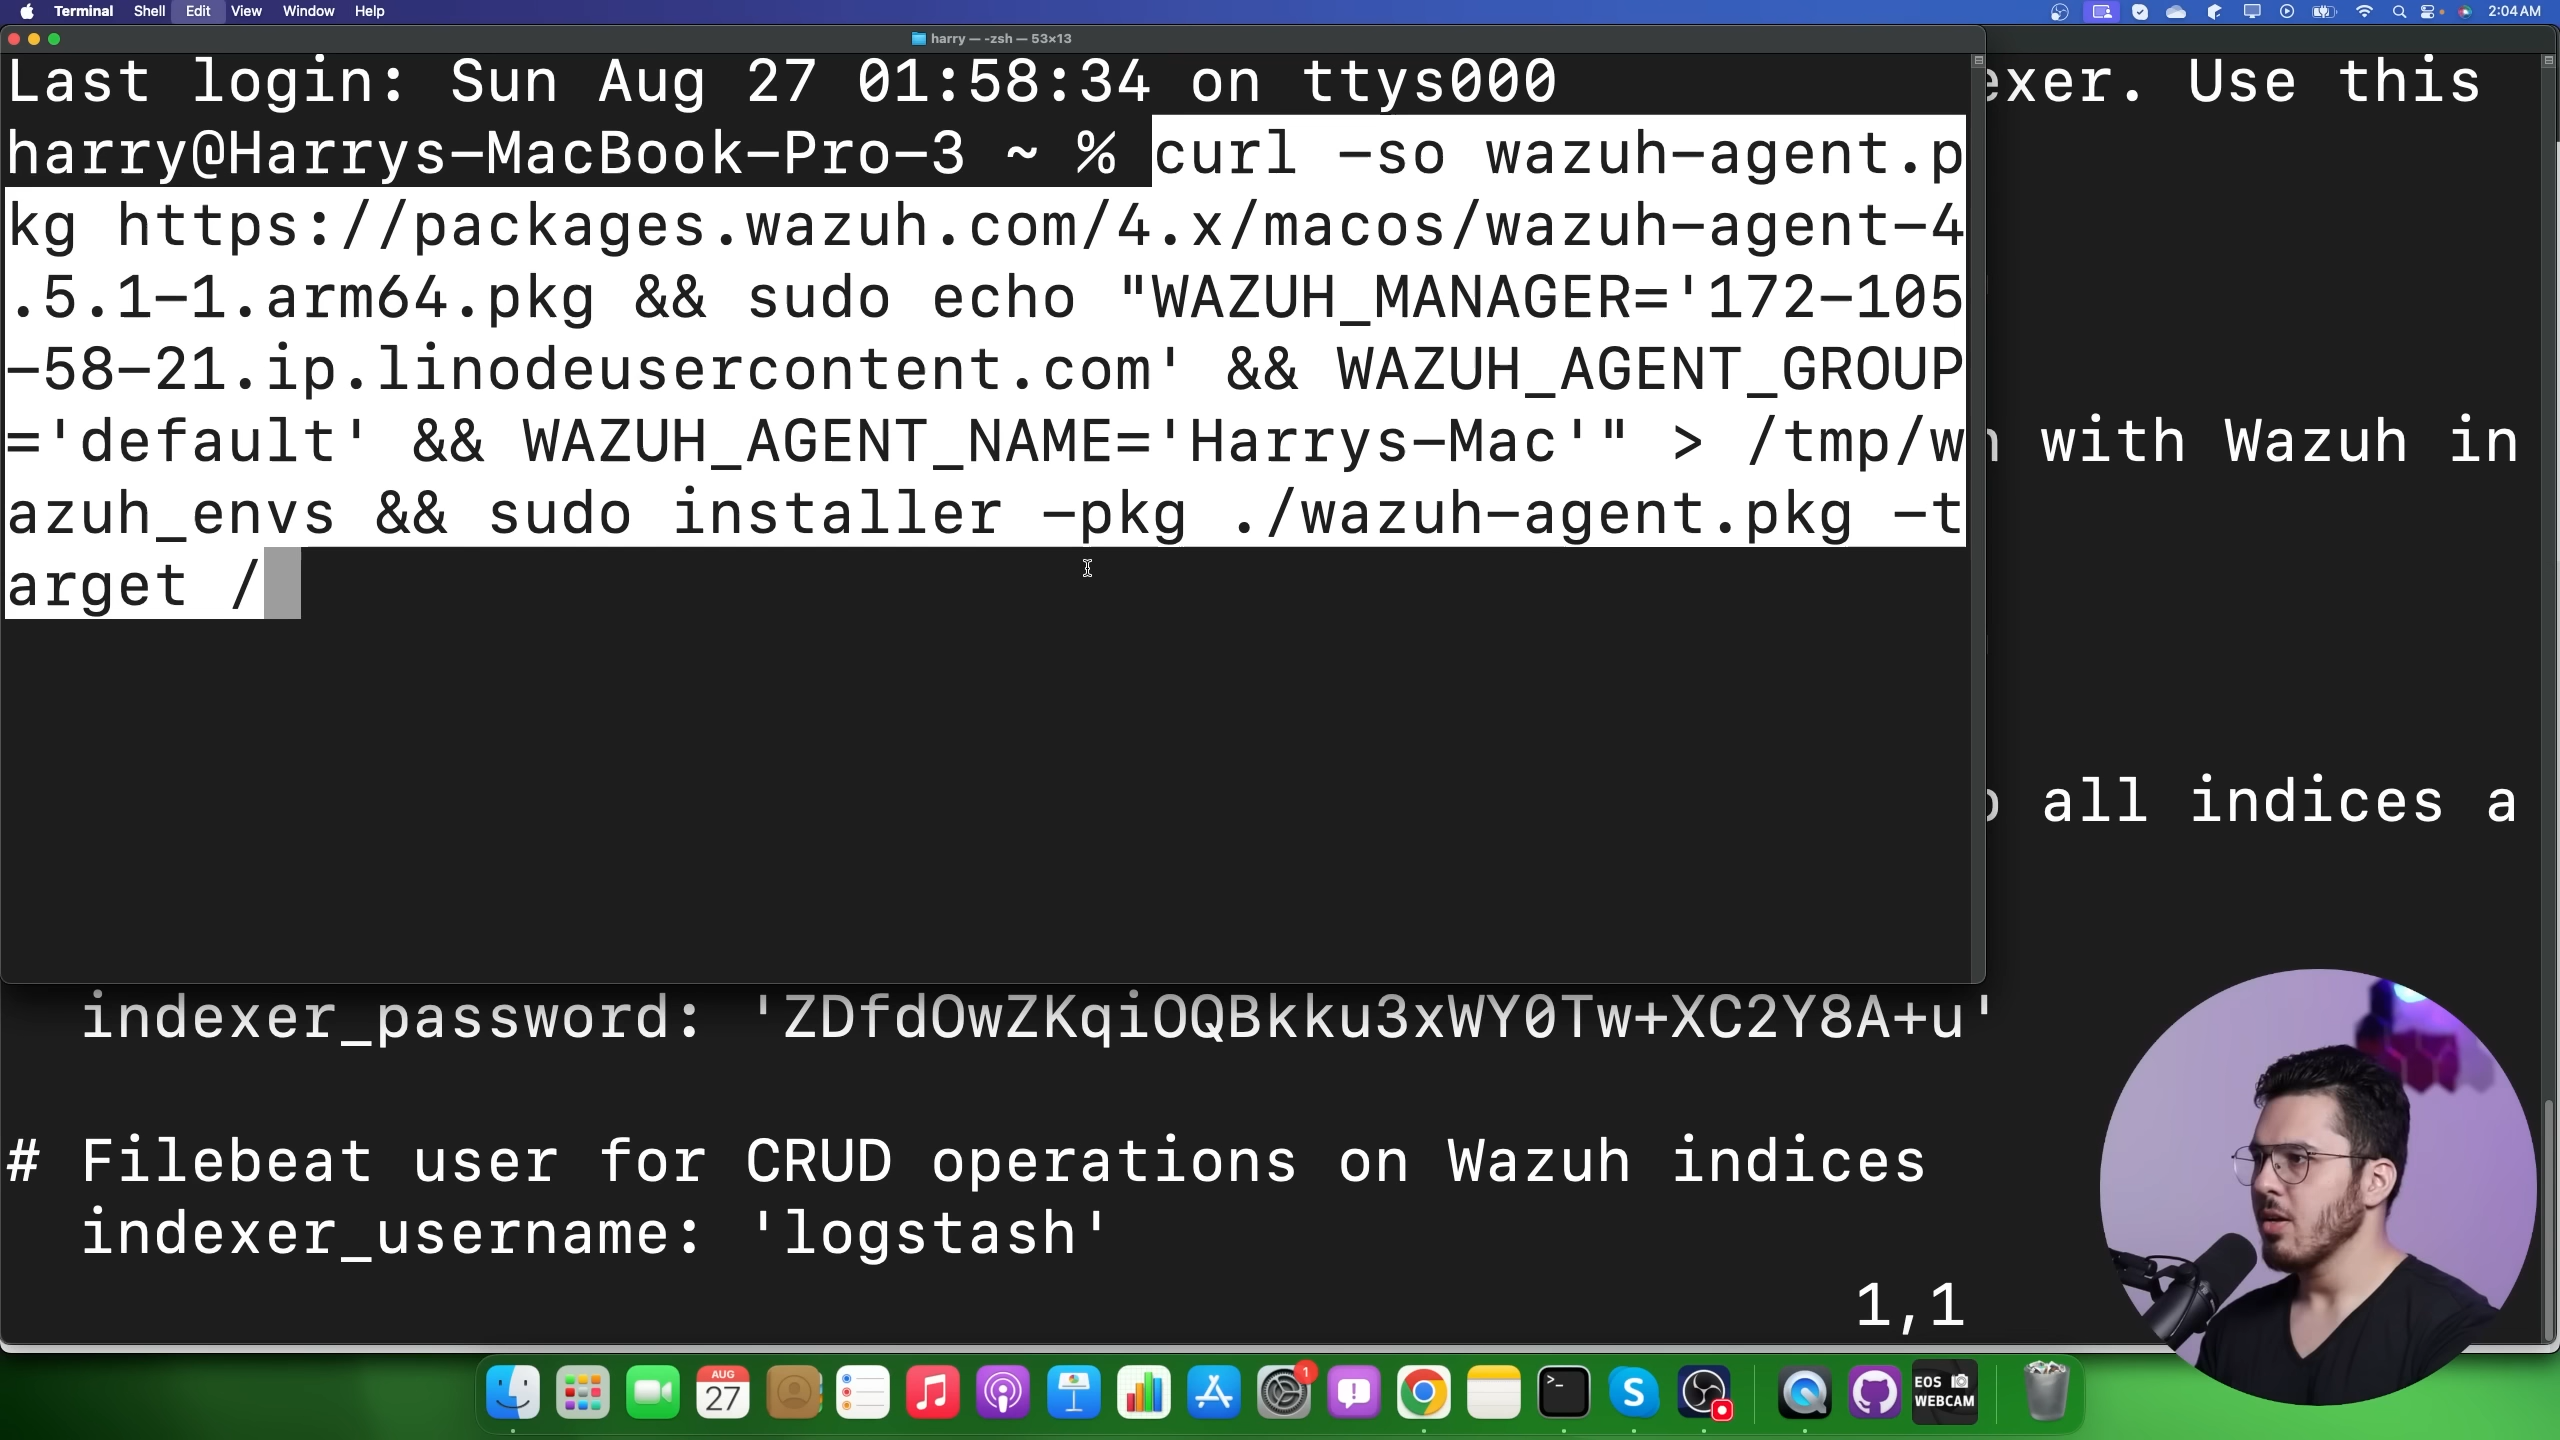 Terminal Shell Edit View Window Help 2:04 AM
harry — -zsh — 53×13
Last login: Sun Aug 27 01:58:34 on ttys000
harry@Harrys-MacBook-Pro-3 ~ % curl -so wazuh-agent.p
kg https://packages.wazuh.com/4.x/macos/wazuh-agent-4
.5.1-1.arm64.pkg && sudo echo "WAZUH_MANAGER='172-105
-58-21.ip.linodeusercontent.com' && WAZUH_AGENT_GROUP
='default' && WAZUH_AGENT_NAME='Harrys-Mac'" > /tmp/w
azuh_envs && sudo installer -pkg ./wazuh-agent.pkg -t
arget /
exer. Use this
with Wazuh in
all indices a
indexer_password: 'ZDfdOwZKqiOQBkku3xWY0Tw+XC2Y8A+u'
# Filebeat user for CRUD operations on Wazuh indices
indexer_username: 'logstash'
1,1
AUG
27
1
EOS
WEBCAM